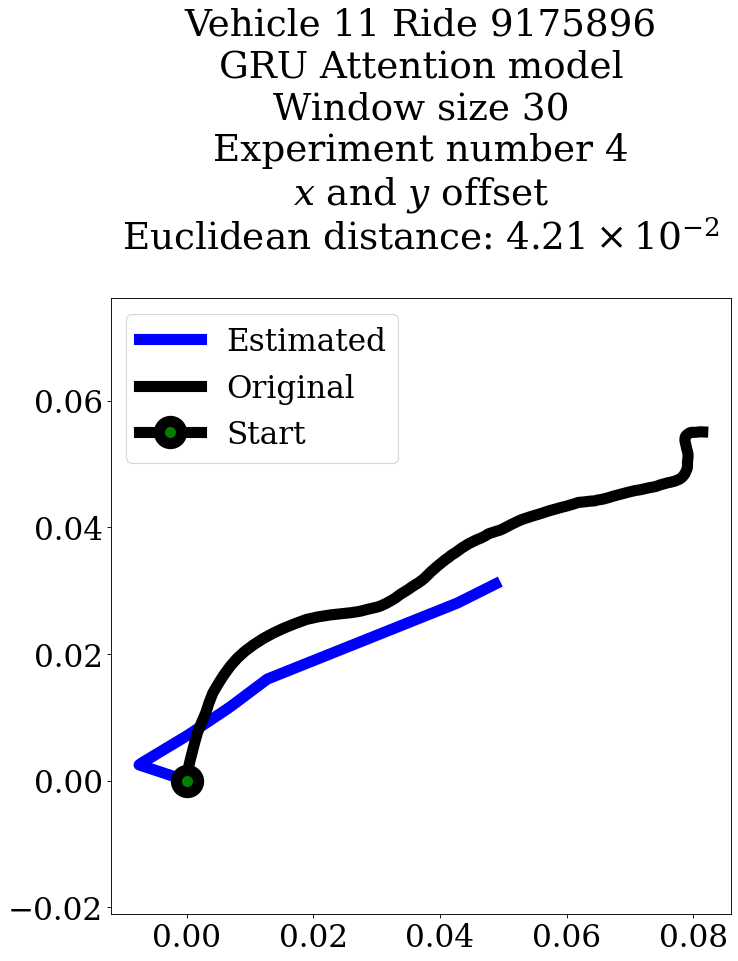 Vehicle 11 Ride 9175896
GRU Attention model
Window size 30
Experiment number 4
x and y offset
Euclidean distance: 4.21 × 10⁻²
Estimated
Original
Start
0.06
0.04
0.02
0.00
−0.02
0.00 0.02 0.04 0.06 0.08